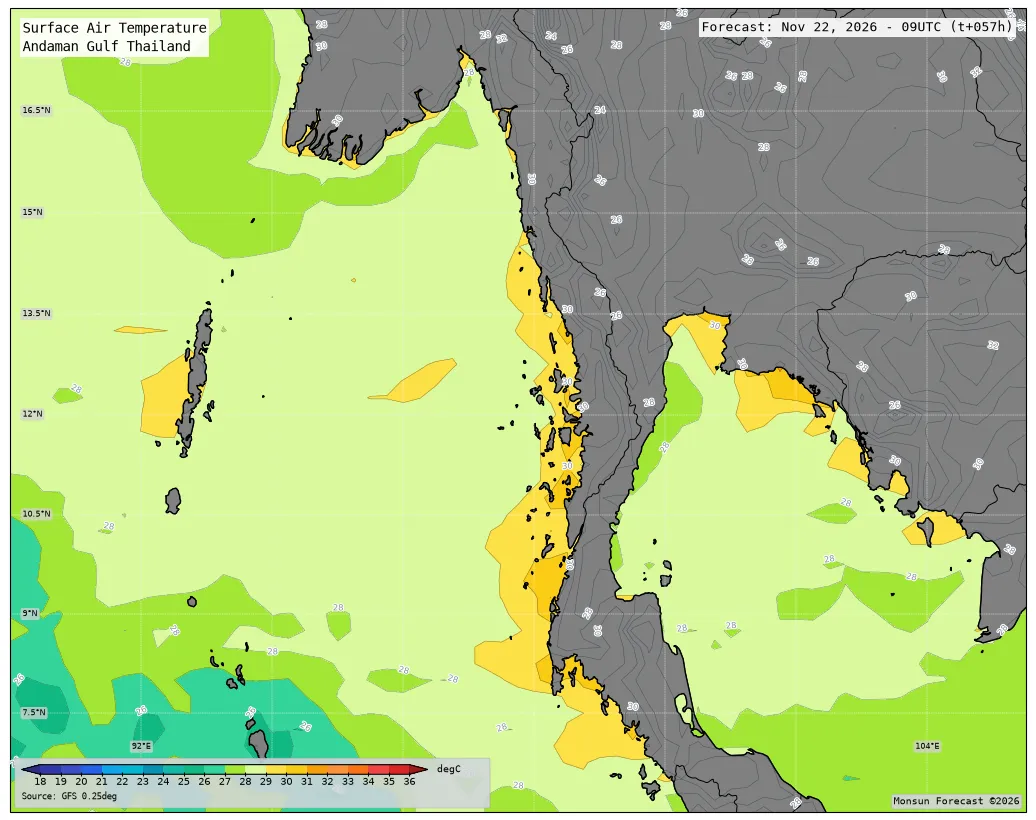 Surface Air Temperature
Andaman Gulf Thailand
Forecast: Nov 22, 2026 - 09UTC (t+057h)
16.5°N
15°N
13.5°N
12°N
10.5°N
9°N
7.5°N
92°E
104°E
degC
18 19 20 21 22 23 24 25 26 27 28 29 30 31 32 33 34 35 36
Source: GFS 0.25deg
Monsun Forecast ©2026